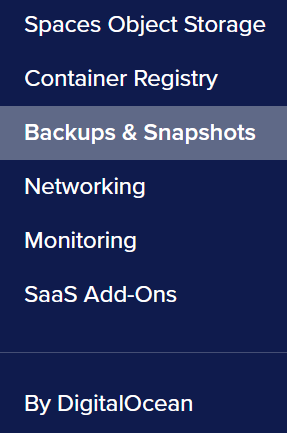 Spaces Object Storage
Container Registry
Backups & Snapshots
Networking
Monitoring
SaaS Add-Ons
By DigitalOcean